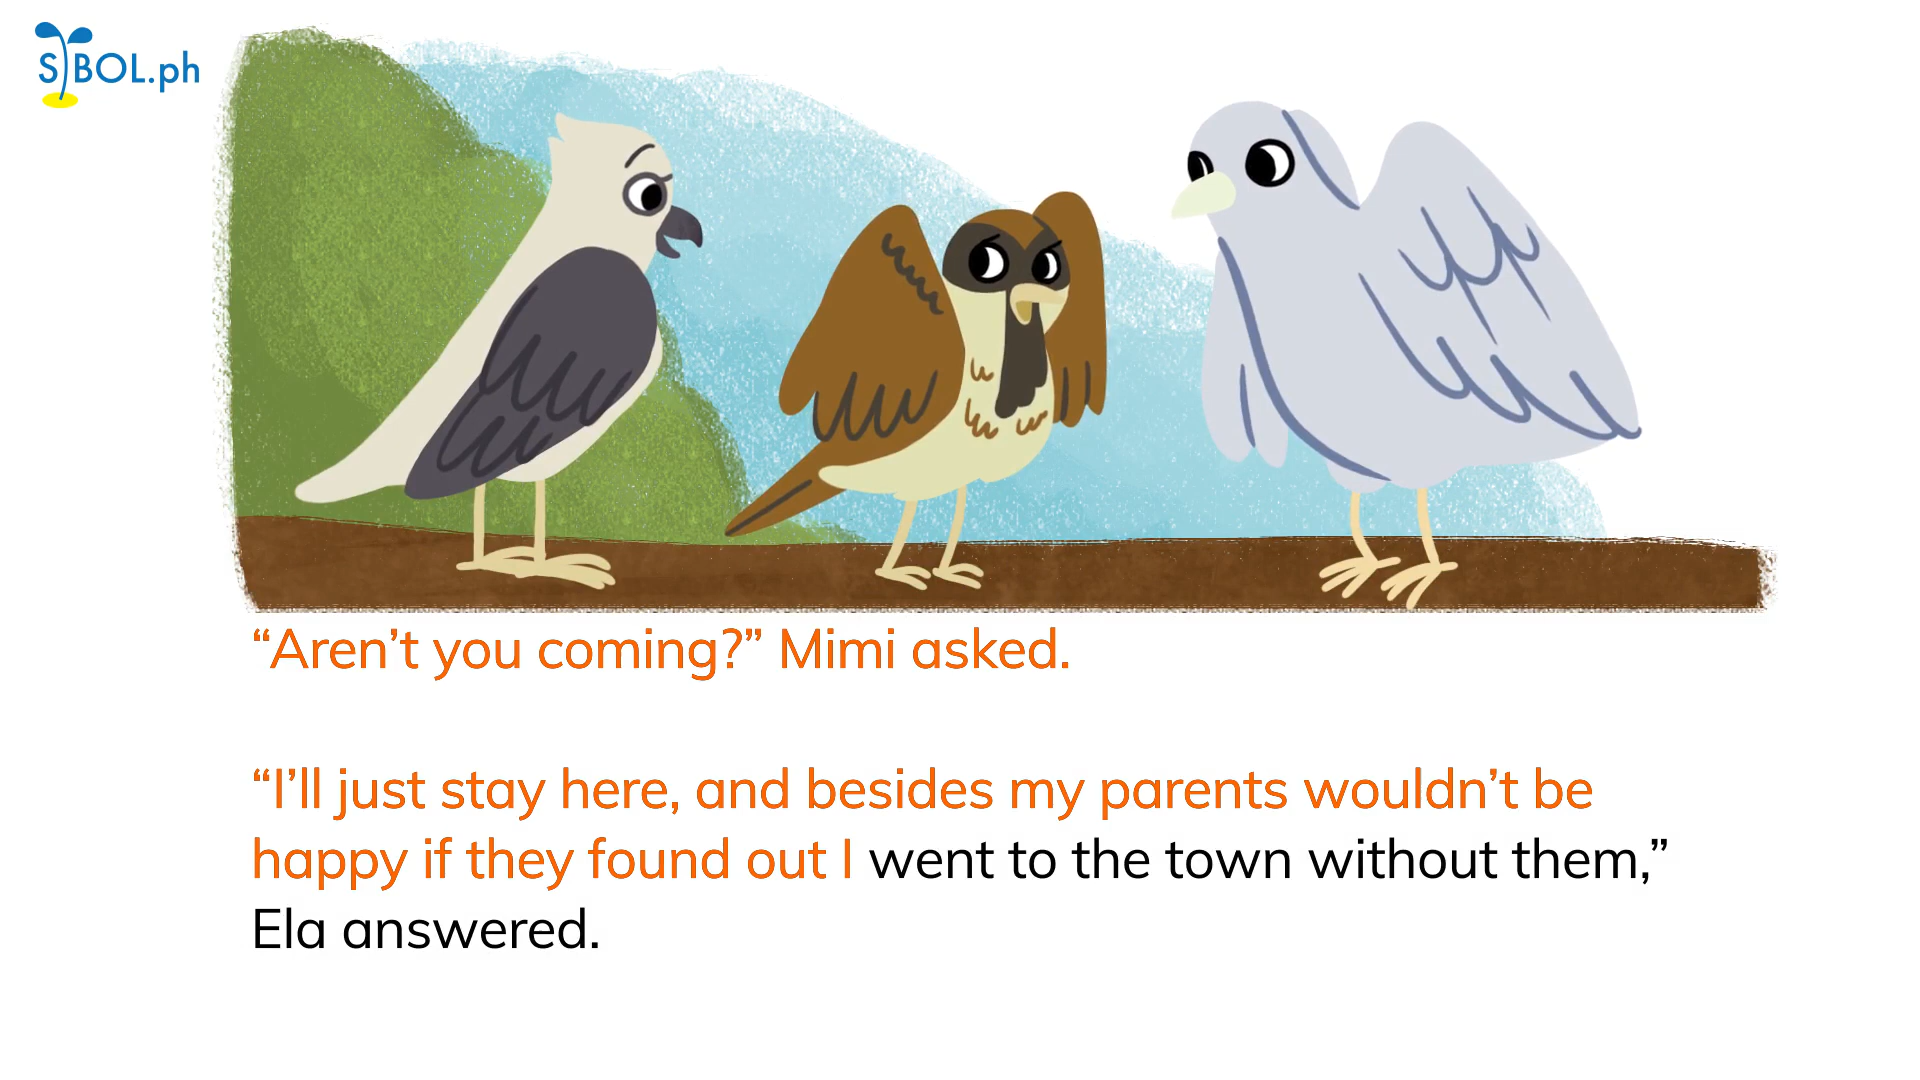 SIBOL.ph
“Aren’t you coming?” Mimi asked.
“I’ll just stay here, and besides my parents wouldn’t be
happy if they found out I went to the town without them,”
Ela answered.